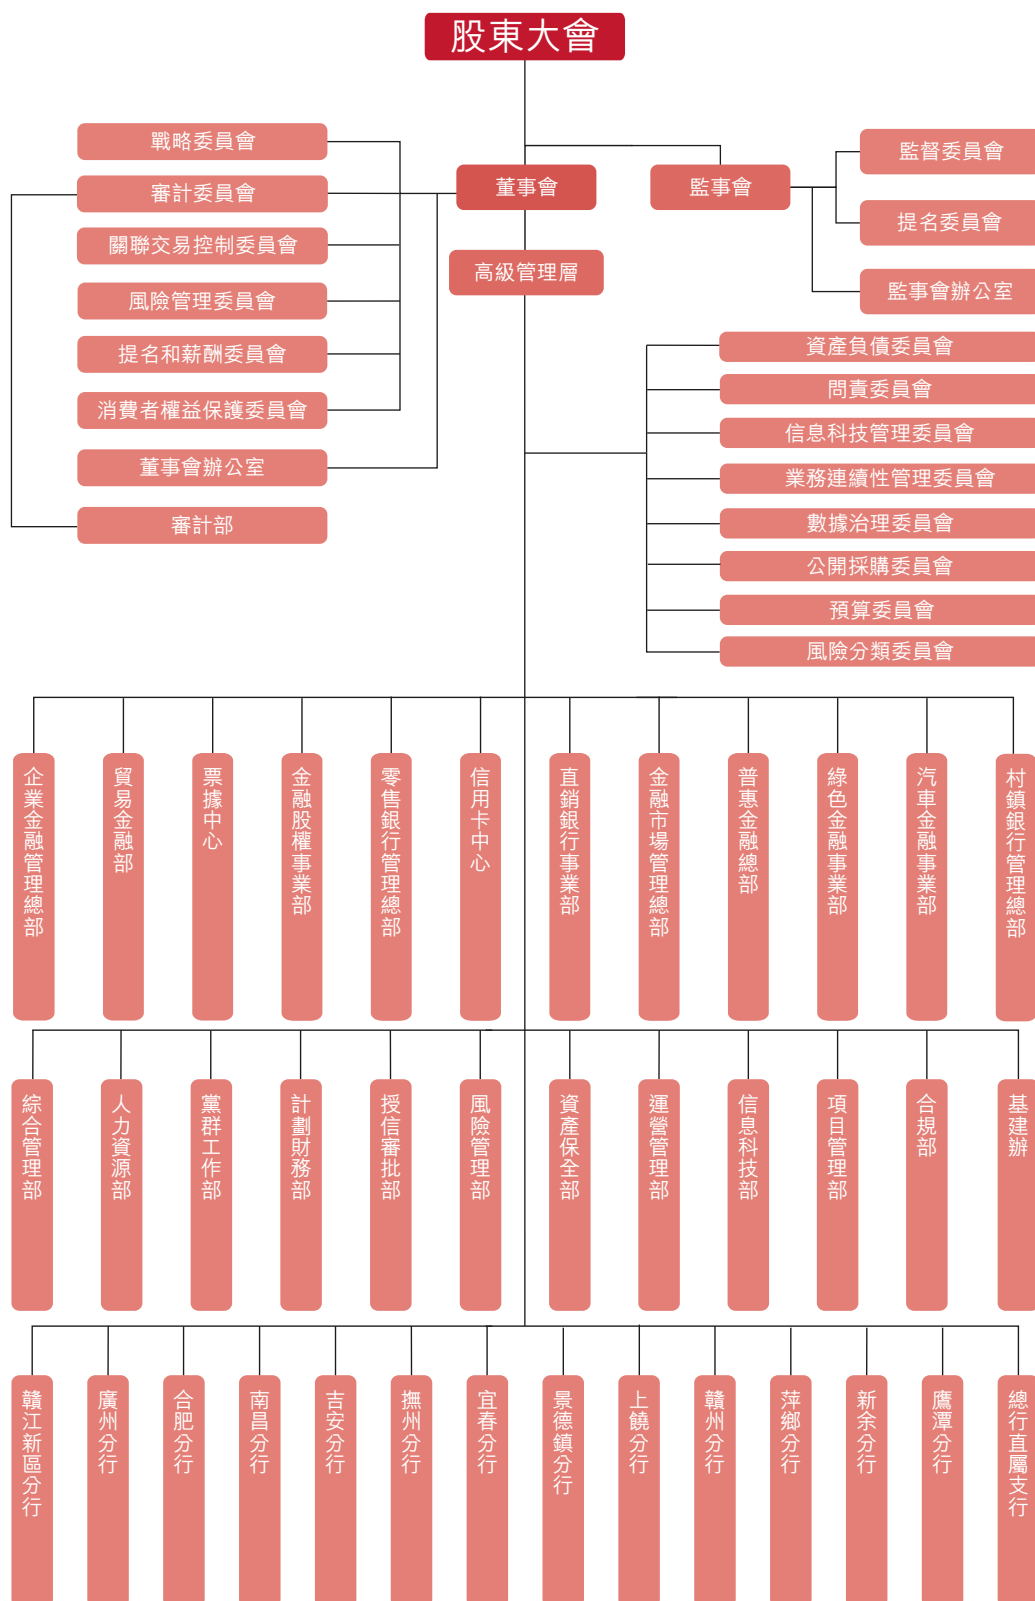 股東大會
戰略委員會
審計委員會
關聯交易控制委員會
風險管理委員會
提名和薪酬委員會
消費者權益保護委員會
董事會辦公室
審計部
董事會
高級管理層
監事會
監督委員會
提名委員會
監事會辦公室
資產負債委員會
問責委員會
信息科技管理委員會
業務連續性管理委員會
數據治理委員會
公開採購委員會
預算委員會
風險分類委員會
企業金融管理總部
貿易金融部
票據中心
金融股權事業部
零售銀行管理總部
信用卡中心
直銷銀行事業部
金融市場管理總部
普惠金融總部
綠色金融事業部
汽車金融事業部
村鎮銀行管理總部
綜合管理部
人力資源部
黨群工作部
計劃財務部
授信審批部
風險管理部
資產保全部
運營管理部
信息科技部
項目管理部
合規部
基建辦
贛江新區分行
廣州分行
合肥分行
南昌分行
吉安分行
撫州分行
宜春分行
景德鎮分行
上饒分行
贛州分行
萍鄉分行
新余分行
鷹潭分行
總行直屬支行